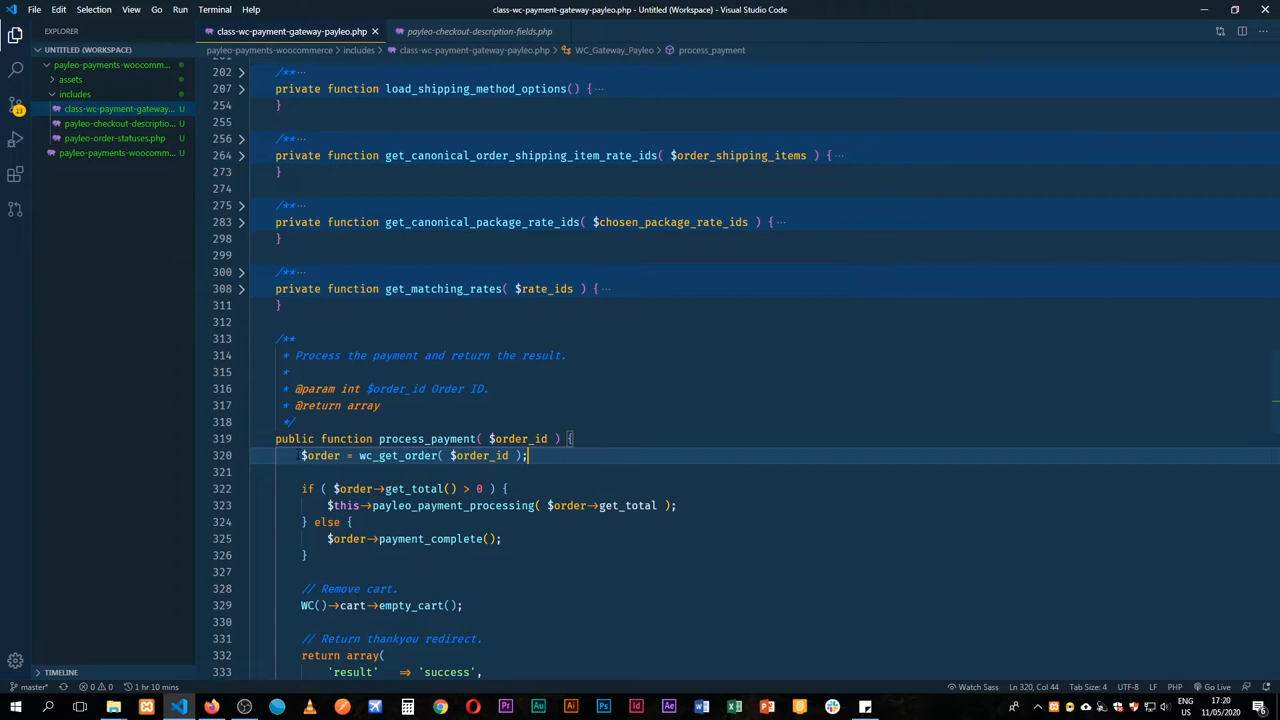 File Edit Selection View Go Run Terminal Help
class-wc-payment-gateway-payleo.php - Untitled (Workspace) - Visual Studio Code
EXPLORER
class-wc-payment-gateway-payleo.php
payleo-checkout-description-fields.php
UNTITLED (WORKSPACE)
payleo-payments-woocommerce > includes > class-wc-payment-gateway-payleo.php > WC_Gateway_Payleo > process_payment
payleo-payments-woocomm...
assets
includes
class-wc-payment-gateway... U
payleo-checkout-descriptio... U
payleo-order-statuses.php U
payleo-payments-woocomm... U
13
202 /** ...
207 private function load_shipping_method_options() { ...
254 }
255
256 /** ...
264 private function get_canonical_order_shipping_item_rate_ids( $order_shipping_items ) { ...
273 }
274
275 /** ...
283 private function get_canonical_package_rate_ids( $chosen_package_rate_ids ) { ...
298 }
299
300 /** ...
308 private function get_matching_rates( $rate_ids ) { ...
311 }
312
313 /**
314 * Process the payment and return the result.
315 *
316 * @param int $order_id Order ID.
317 * @return array
318 */
319 public function process_payment( $order_id ) {
320 $order = wc_get_order( $order_id );
321
322 if ( $order->get_total() > 0 ) {
323 $this->payleo_payment_processing( $order->get_total );
324 } else {
325 $order->payment_complete();
326 }
327
328 // Remove cart.
329 WC()->cart->empty_cart();
330
331 // Return thankyou redirect.
332 return array(
333 'result' => 'success',
TIMELINE
master* 0 0 1 hr 10 mins
Watch Sass Ln 320, Col 44 Tab Size: 4 UTF-8 LF PHP Go Live
Pr Au Ai Ps Id Ae
ENG
US
17:20
11/05/2020